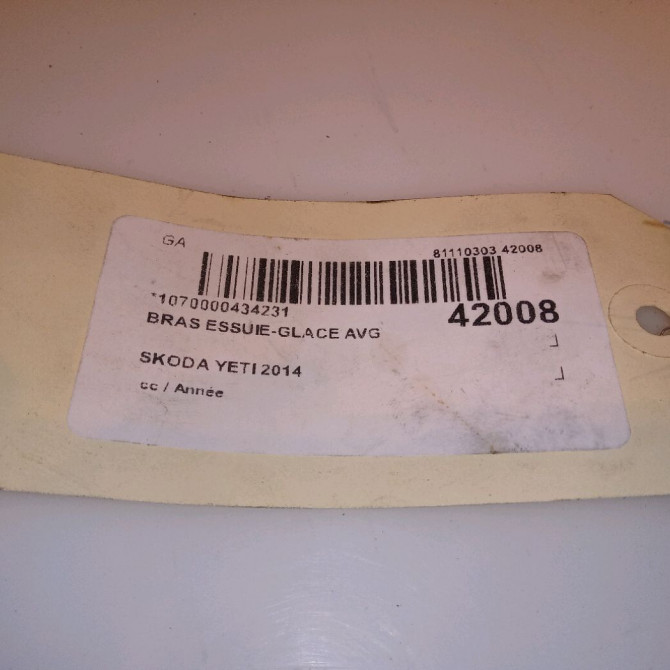 GA
81110303 42008
*1070000434231
42008
BRAS ESSUIE-GLACE AVG
SKODA YETI 2014
cc / Année